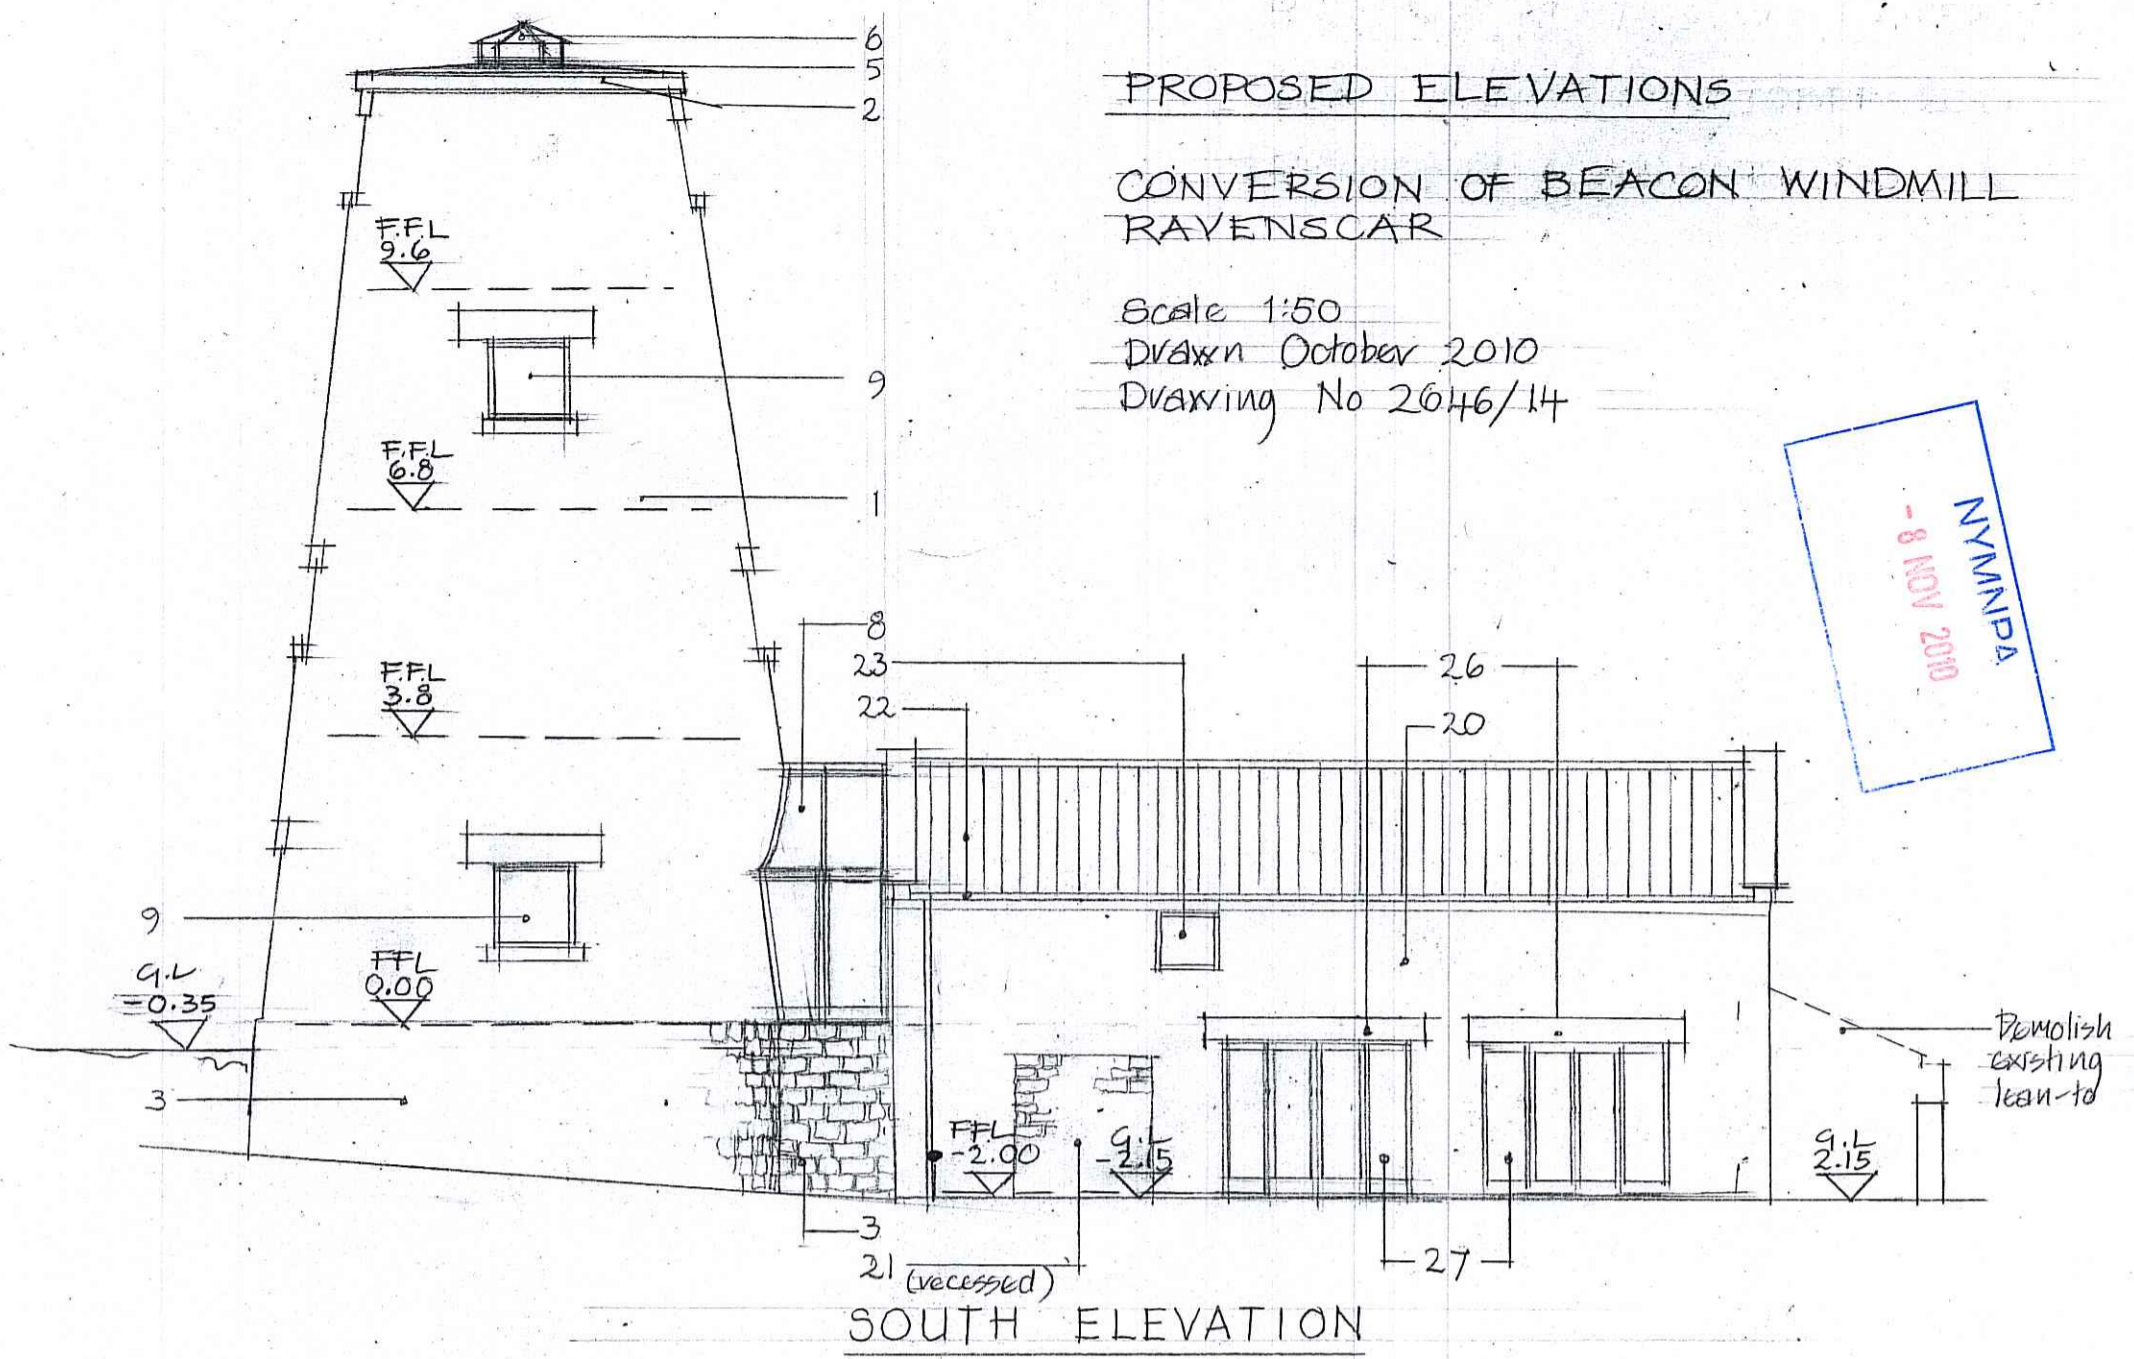 6
5
2
PROPOSED ELEVATIONS
CONVERSION OF BEACON WINDMILL
RAVENSCAR
Scale 1:50
Drawn October 2010
Drawing No 2646/14
F.F.L
9.6
9
F.F.L
6.8
1
NYMNPA
-8 NOV 2010
8
23
22
26
20
F.F.L
3.8
9
G.L
-0.35
FFL
0.00
3
Demolish
existing
lean-to
FFL
-2.00
G.L
-2.15
G.L
2.15
3
21 (recessed)
27
SOUTH ELEVATION